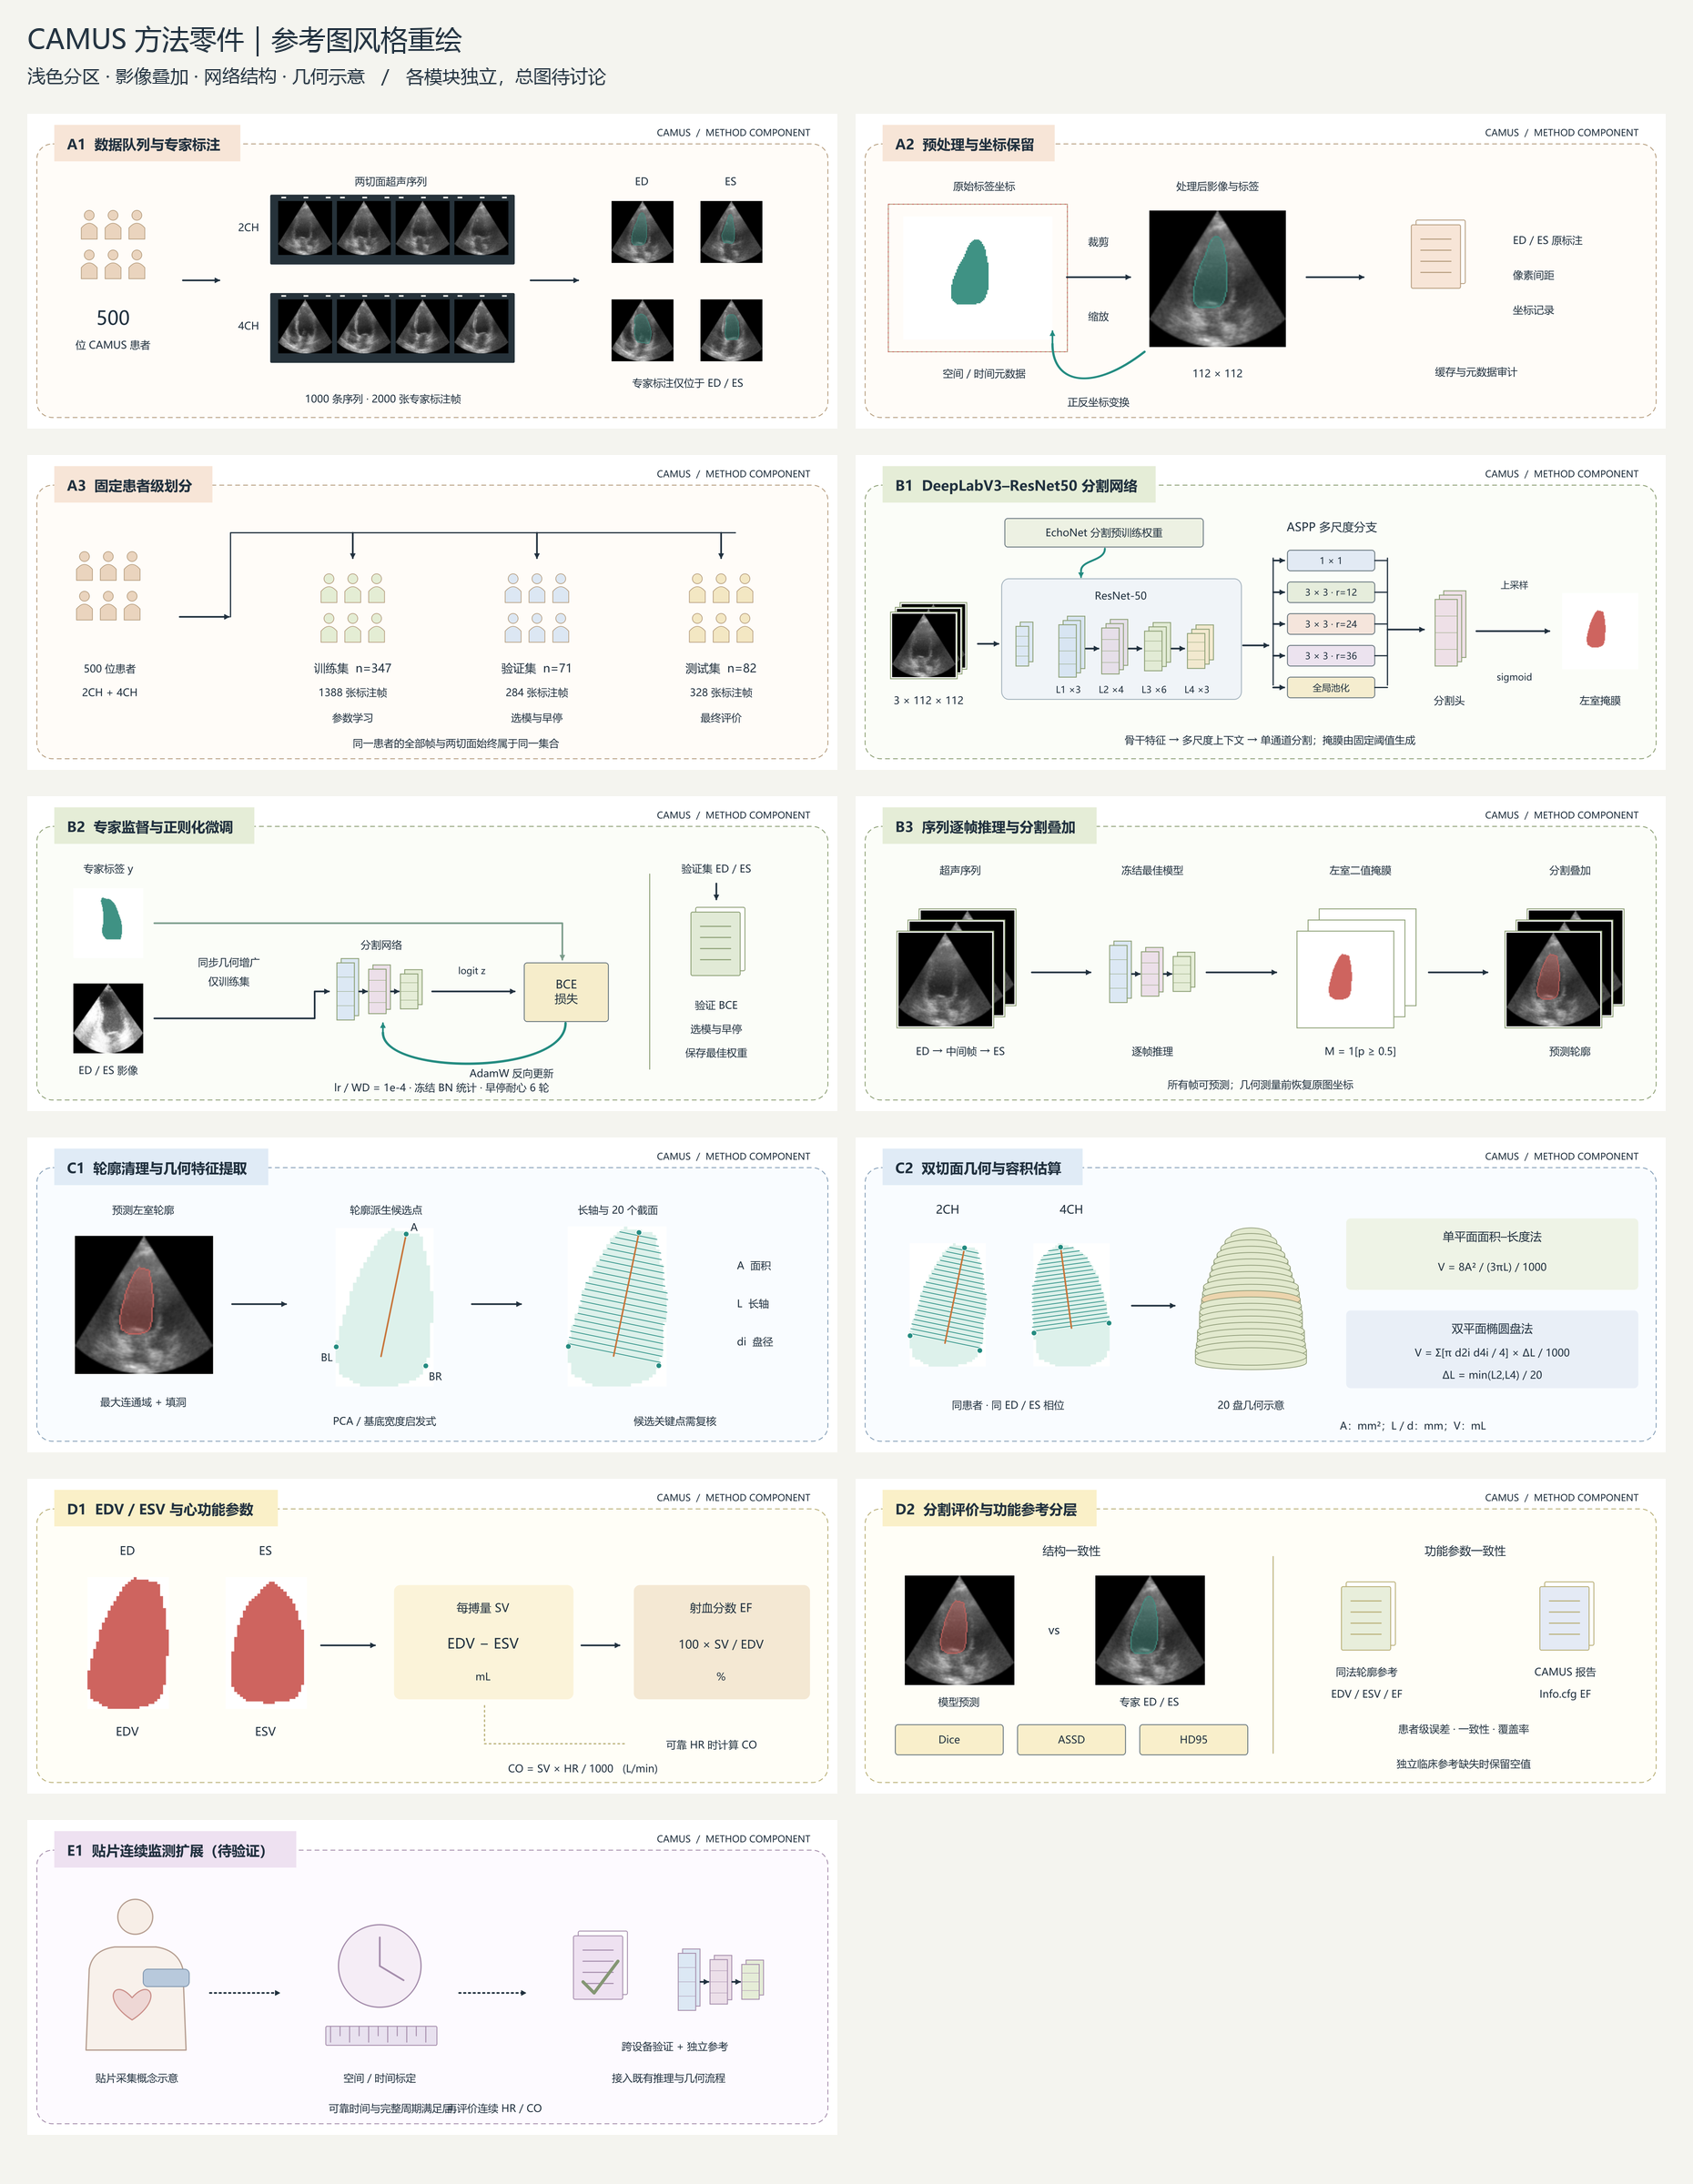 CAMUS 方法零件 | 参考图风格重绘
浅色分区 · 影像叠加 · 网络结构 · 几何示意 / 各模块独立，总图待讨论
A1 数据队列与专家标注
CAMUS / METHOD COMPONENT
两切面超声序列
ED
ES
2CH
4CH
500
位 CAMUS 患者
专家标注仅位于 ED / ES
1000 条序列 · 2000 张专家标注帧
A2 预处理与坐标保留
CAMUS / METHOD COMPONENT
原始标签坐标
处理后影像与标签
裁剪
缩放
ED / ES 原标注
像素间距
坐标记录
空间 / 时间元数据
112 × 112
缓存与元数据审计
正反坐标变换
A3 固定患者级划分
CAMUS / METHOD COMPONENT
500 位患者
2CH + 4CH
训练集 n=347
1388 张标注帧
参数学习
验证集 n=71
284 张标注帧
选模与早停
测试集 n=82
328 张标注帧
最终评价
同一患者的全部帧与两切面始终属于同一集合
B1 DeepLabV3–ResNet50 分割网络
CAMUS / METHOD COMPONENT
EchoNet 分割预训练权重
ASPP 多尺度分支
ResNet-50
1 × 1
3 × 3 · r=12
3 × 3 · r=24
3 × 3 · r=36
全局池化
上采样
sigmoid
L1 ×3
L2 ×4
L3 ×6
L4 ×3
3 × 112 × 112
分割头
左室掩膜
骨干特征 → 多尺度上下文 → 单通道分割；掩膜由固定阈值生成
B2 专家监督与正则化微调
CAMUS / METHOD COMPONENT
专家标签 y
同步几何增广
仅训练集
分割网络
logit z
BCE
损失
ED / ES 影像
AdamW 反向更新
lr / WD = 1e-4 · 冻结 BN 统计 · 早停耐心 6 轮
验证集 ED / ES
验证 BCE
选模与早停
保存最佳权重
B3 序列逐帧推理与分割叠加
CAMUS / METHOD COMPONENT
超声序列
冻结最佳模型
左室二值掩膜
分割叠加
ED → 中间帧 → ES
逐帧推理
M = 1[p ≥ 0.5]
预测轮廓
所有帧可预测；几何测量前恢复原图坐标
C1 轮廓清理与几何特征提取
CAMUS / METHOD COMPONENT
预测左室轮廓
轮廓派生候选点
长轴与 20 个截面
A
BL
BR
A 面积
L 长轴
di 盘径
最大连通域 + 填洞
PCA / 基底宽度启发式
候选关键点需复核
C2 双切面几何与容积估算
CAMUS / METHOD COMPONENT
2CH
4CH
单平面面积–长度法
V = 8A² / (3πL) / 1000
双平面椭圆盘法
V = Σ[π d2i d4i / 4] × ΔL / 1000
ΔL = min(L2,L4) / 20
同患者 · 同 ED / ES 相位
20 盘几何示意
A：mm²；L / d：mm；V：mL
D1 EDV / ESV 与心功能参数
CAMUS / METHOD COMPONENT
ED
ES
每搏量 SV
EDV − ESV
mL
射血分数 EF
100 × SV / EDV
%
EDV
ESV
可靠 HR 时计算 CO
CO = SV × HR / 1000 (L/min)
D2 分割评价与功能参考分层
CAMUS / METHOD COMPONENT
结构一致性
功能参数一致性
vs
模型预测
专家 ED / ES
Dice
ASSD
HD95
同法轮廓参考
EDV / ESV / EF
CAMUS 报告
Info.cfg EF
患者级误差 · 一致性 · 覆盖率
独立临床参考缺失时保留空值
E1 贴片连续监测扩展（待验证）
CAMUS / METHOD COMPONENT
跨设备验证 + 独立参考
贴片采集概念示意
空间 / 时间标定
接入既有推理与几何流程
可靠时间与完整周期满足后再评价连续 HR / CO